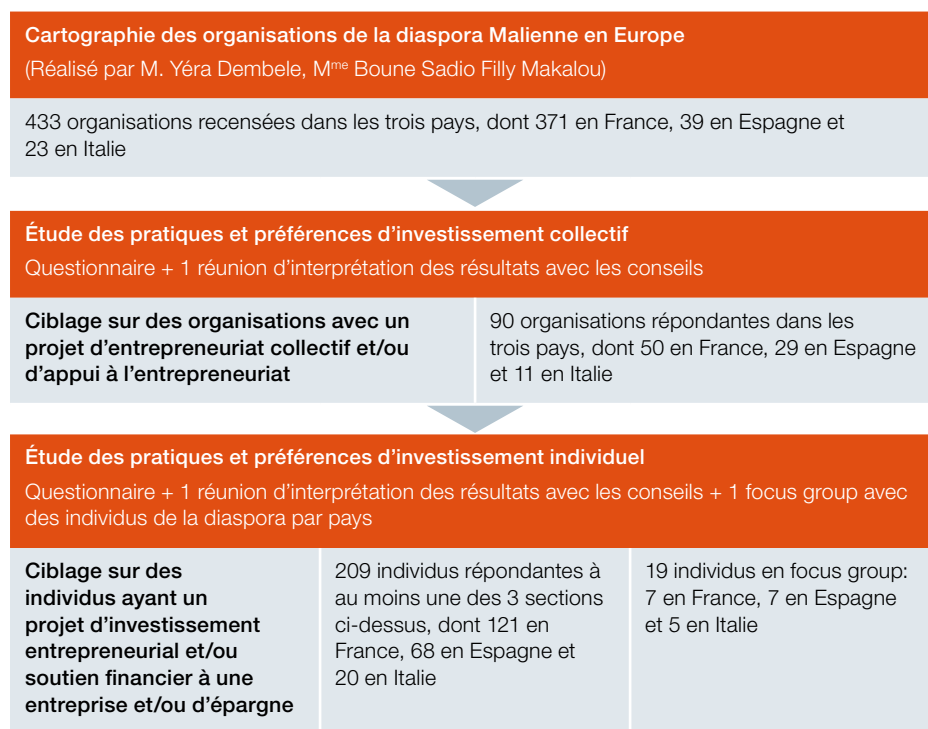 Cartographie des organisations de la diaspora Malienne en Europe
(Réalisé par M. Yéra Dembele, Mme Boune Sadio Filly Makalou)
433 organisations recensées dans les trois pays, dont 371 en France, 39 en Espagne et
23 en Italie
Étude des pratiques et préférences d'investissement collectif
Questionnaire + 1 réunion d'interprétation des résultats avec les conseils
Ciblage sur des organisations avec un
projet d'entrepreneuriat collectif et/ou
d'appui à l'entrepreneuriat
90 organisations répondantes dans les
trois pays, dont 50 en France, 29 en Espagne
et 11 en Italie
Étude des pratiques et préférences d'investissement individuel
Questionnaire + 1 réunion d'interprétation des résultats avec les conseils + 1 focus group avec
des individus de la diaspora par pays
Ciblage sur des
individus ayant un
projet d'investissement
entrepreneurial et/ou
soutien financier à une
entreprise et/ou d'épargne
209 individus répondantes à
au moins une des 3 sections
ci-dessus, dont 121 en
France, 68 en Espagne et
20 en Italie
19 individus en focus group:
7 en France, 7 en Espagne
et 5 en Italie